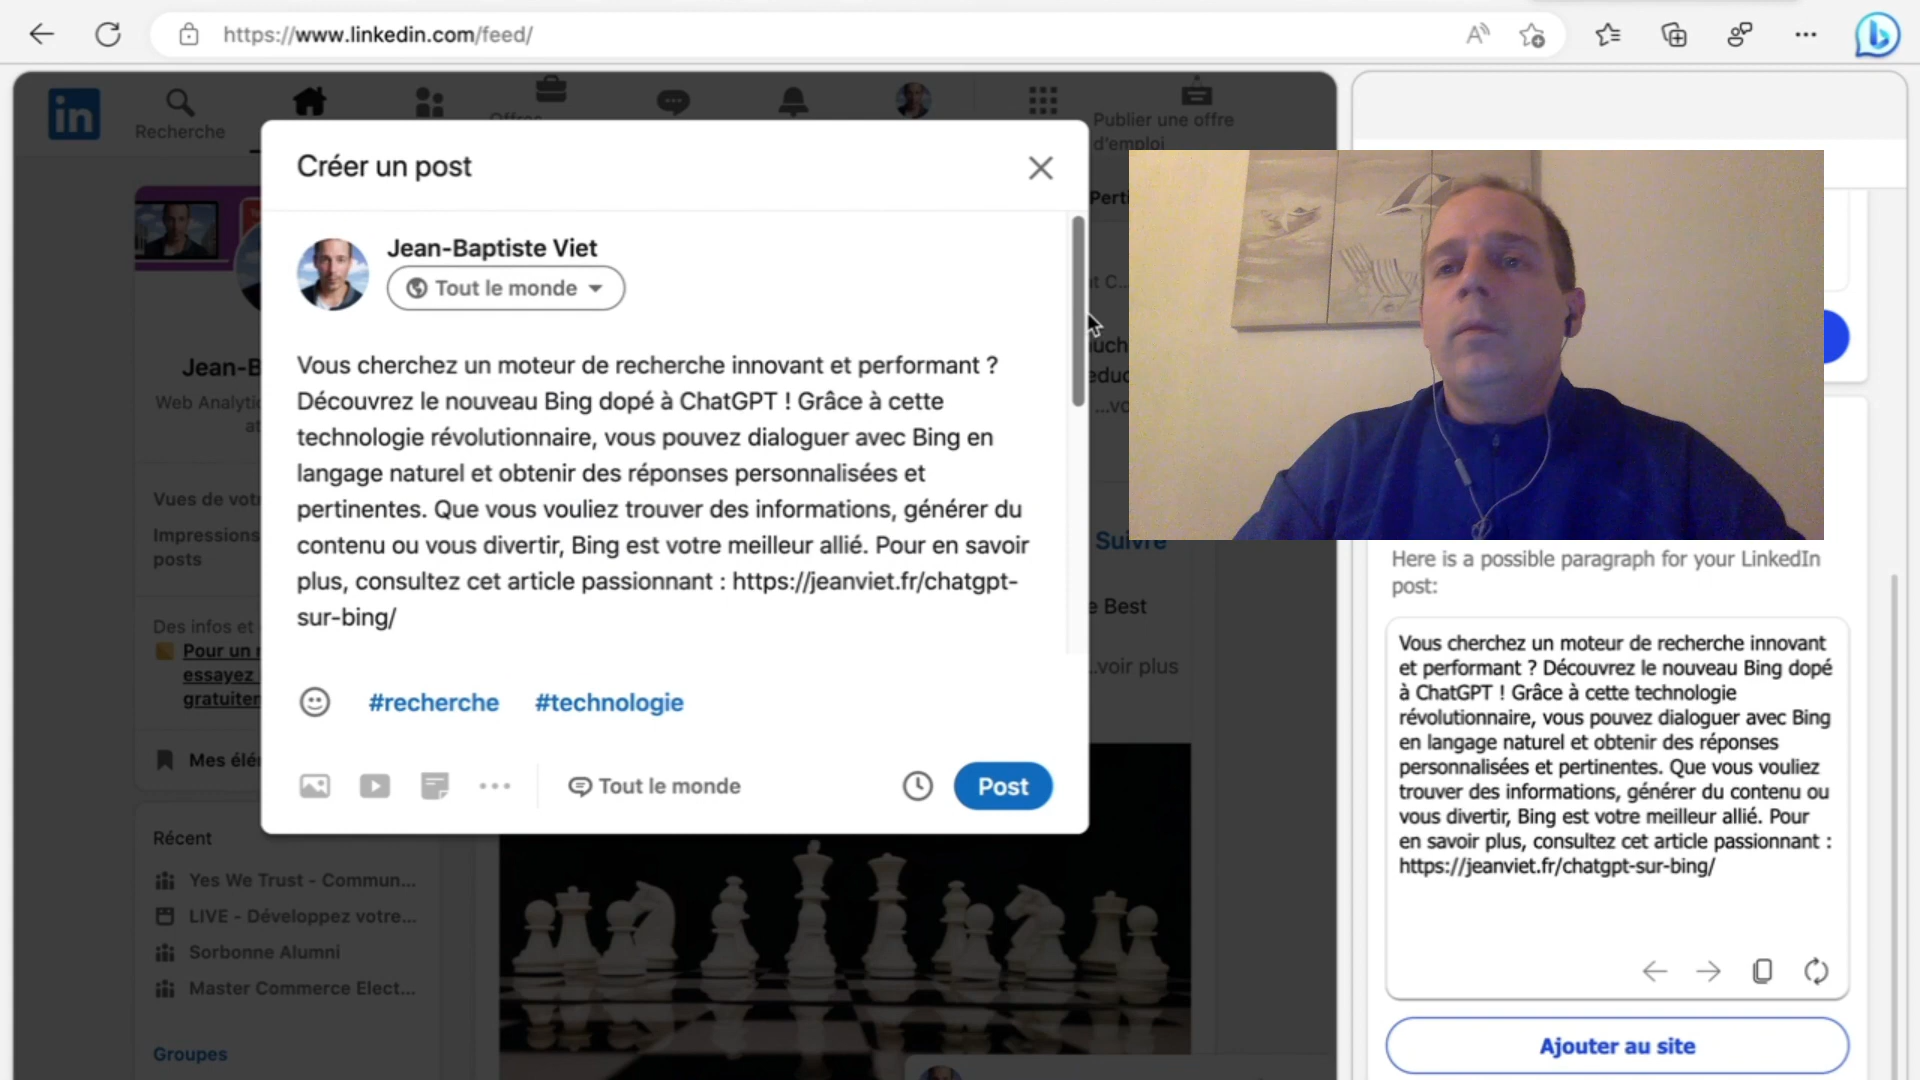 https://www.linkedin.com/feed/
in
Recherche
Offres
Publier une offre
d'emploi
Créer un post
Jean-Baptiste Viet
Tout le monde
Vous cherchez un moteur de recherche innovant et performant ?
Découvrez le nouveau Bing dopé à ChatGPT ! Grâce à cette
technologie révolutionnaire, vous pouvez dialoguer avec Bing en
langage naturel et obtenir des réponses personnalisées et
pertinentes. Que vous vouliez trouver des informations, générer du
contenu ou vous divertir, Bing est votre meilleur allié. Pour en savoir
plus, consultez cet article passionnant : https://jeanviet.fr/chatgpt-
sur-bing/
#recherche #technologie
Tout le monde
Post
Jean-B
Web Analytic
Vues de vot
Impressions
posts
Des infos et
Pour un
essayez
gratuiter
Mes élé
Récent
Yes We Trust - Commun...
LIVE - Développez votre...
Sorbonne Alumni
Master Commerce Elect...
Groupes
Perti
Suivre
e Best
...voir plus
Here is a possible paragraph for your LinkedIn
post:
Vous cherchez un moteur de recherche innovant
et performant ? Découvrez le nouveau Bing dopé
à ChatGPT ! Grâce à cette technologie
révolutionnaire, vous pouvez dialoguer avec Bing
en langage naturel et obtenir des réponses
personnalisées et pertinentes. Que vous vouliez
trouver des informations, générer du contenu ou
vous divertir, Bing est votre meilleur allié. Pour
en savoir plus, consultez cet article passionnant :
https://jeanviet.fr/chatgpt-sur-bing/
Ajouter au site